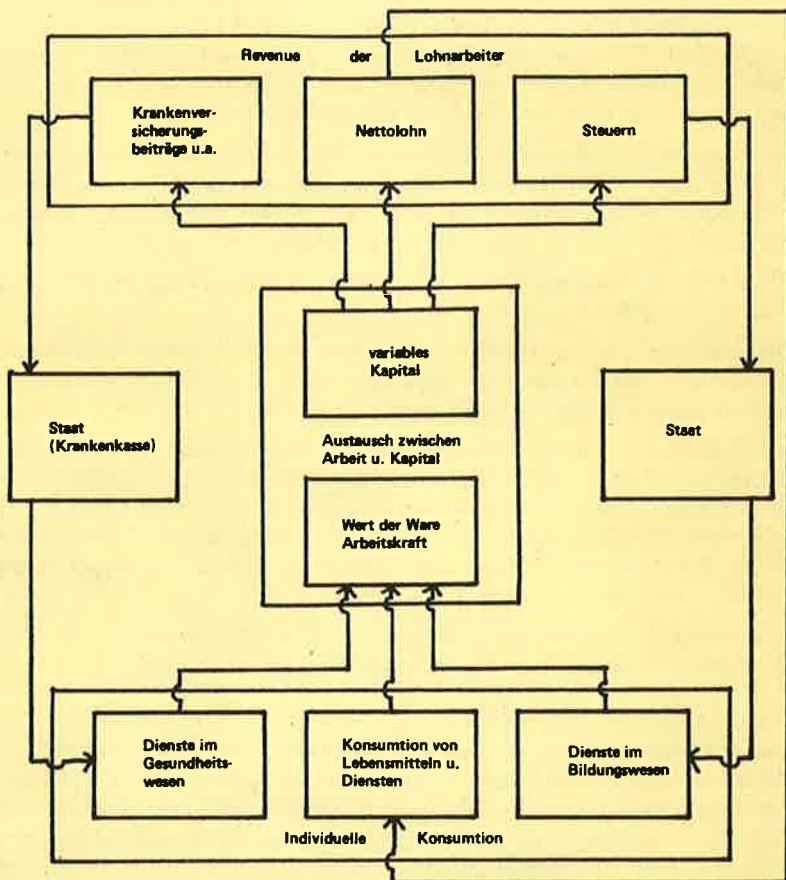 Revenue der Lohnarbeiter
Krankenver-
sicherungs-
beiträge u.a.
Nettolohn
Steuern
variables
Kapital
Staat
(Krankenkasse)
Austausch zwischen
Arbeit u. Kapital
Staat
Wert der Ware
Arbeitskraft
Dienste im
Gesundheits-
wesen
Konsumtion von
Lebensmitteln u.
Diensten
Dienste im
Bildungswesen
Individuelle Konsumtion